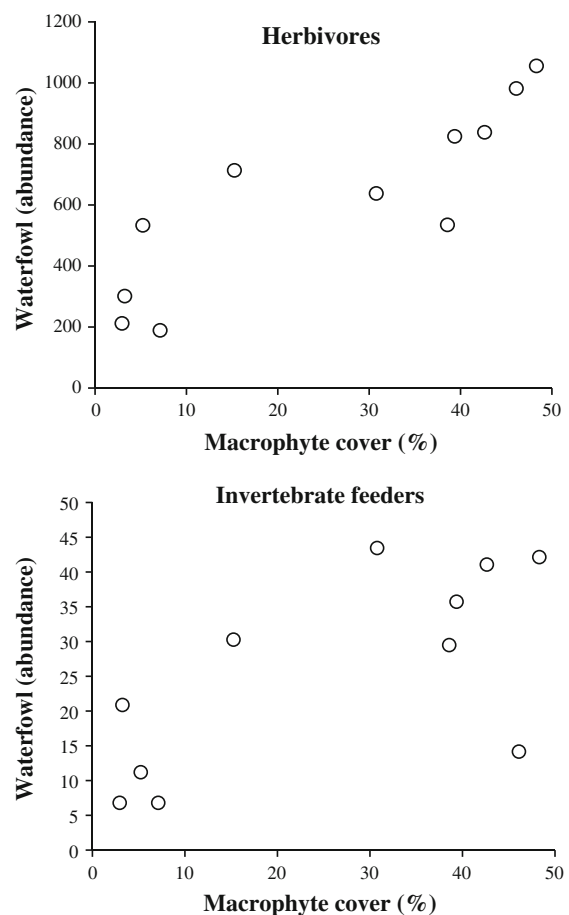 Herbivores
Waterfowl (abundance)
1200
1000
800
600
400
200
0
0 10 20 30 40 50
Macrophyte cover (%)
Invertebrate feeders
Waterfowl (abundance)
50
45
40
35
30
25
20
15
10
5
0
0 10 20 30 40 50
Macrophyte cover (%)